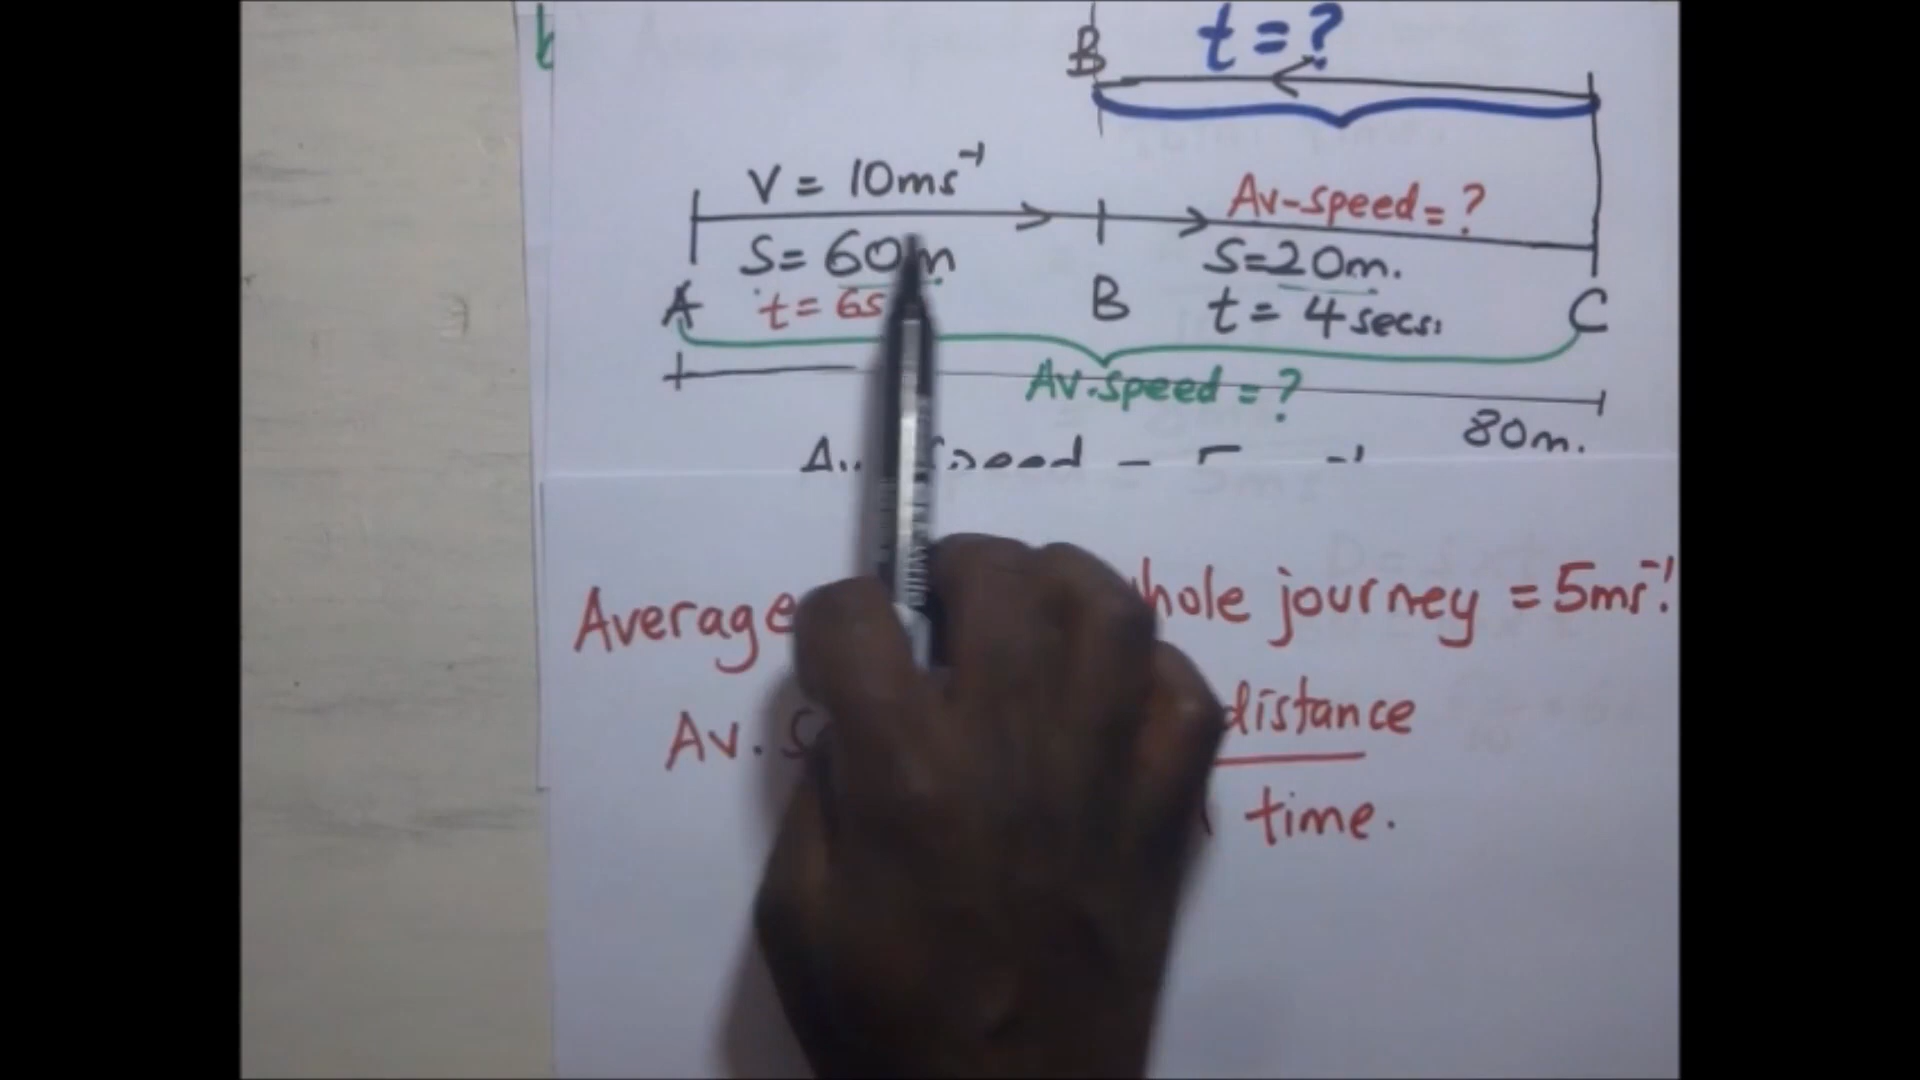 t = ?
B
V = 10ms⁻¹
Av-speed = ?
S = 60m
S=20m.
A
t = 6s
B
t = 4secs.
C
Av.speed = ?
80m.
Average hole journey = 5ms⁻¹.
Av. distance
time.